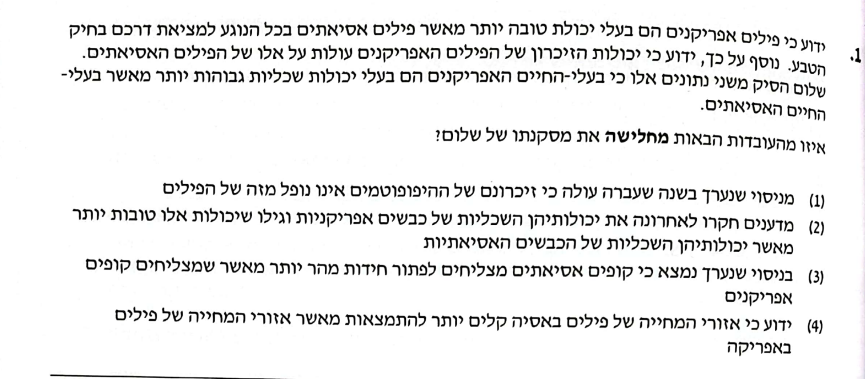 1. ידוע כי פילים אפריקנים הם בעלי יכולת טובה יותר מאשר פילים אסיאתים בכל הנוגע למציאת דרכם בחיק
הטבע. נוסף על כך, ידוע כי יכולות הזיכרון של הפילים האפריקנים עולות על אלו של הפילים האסיאתים.
שלום הסיק משני נתונים אלו כי בעלי-החיים האפריקנים הם בעלי יכולות שכליות גבוהות יותר מאשר בעלי-
החיים האסיאתים.
איזו מהעובדות הבאות מחלישה את מסקנתו של שלום?
(1) מניסוי שנערך בשנה שעברה עולה כי זיכרונם של ההיפופוטמים אינו נופל מזה של הפילים
(2) מדענים חקרו לאחרונה את יכולותיהן השכליות של כבשים אפריקניות וגילו שיכולות אלו טובות יותר
מאשר יכולותיהן השכליות של הכבשים האסיאתיות
(3) בניסוי שנערך נמצא כי קופים אסיאתים מצליחים לפתור חידות מהר יותר מאשר שמצליחים קופים
אפריקנים
(4) ידוע כי אזורי המחייה של פילים באסיה קלים יותר להתמצאות מאשר אזורי המחייה של פילים
באפריקה